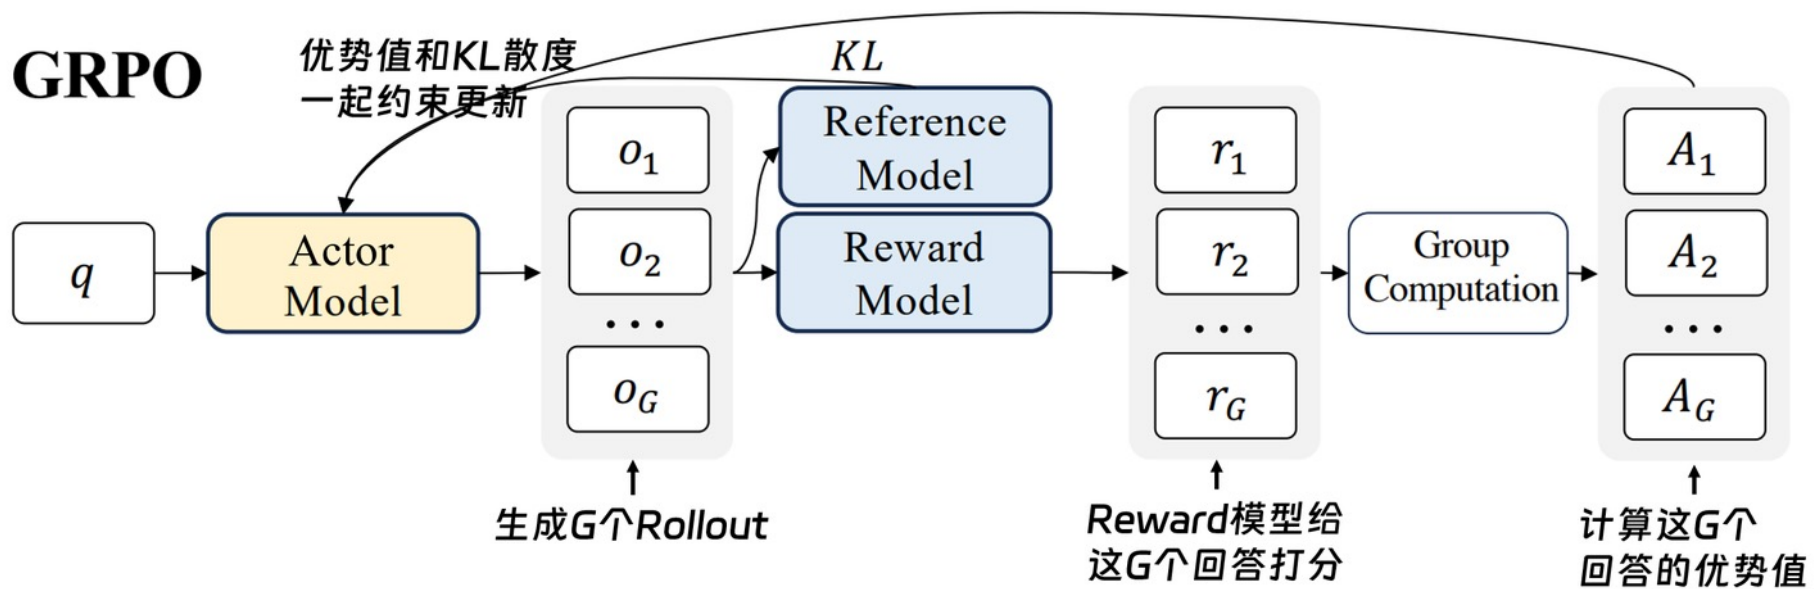 GRPO
优势值和KL散度
一起约束更新
KL
q
Actor
Model
o₁
o₂
...
o_G
Reference
Model
Reward
Model
r₁
r₂
...
r_G
Group
Computation
A₁
A₂
...
A_G
生成G个Rollout
Reward模型给
这G个回答打分
计算这G个
回答的优势值